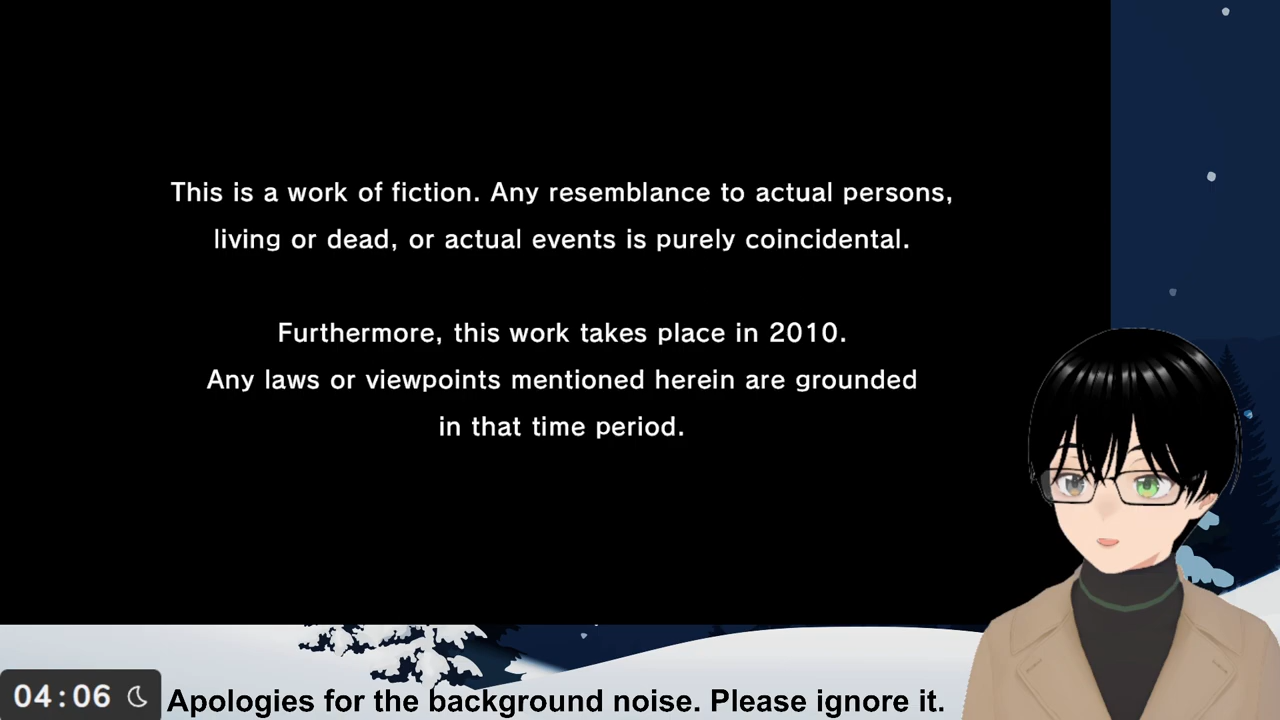 This is a work of fiction. Any resemblance to actual persons,
living or dead, or actual events is purely coincidental.
Furthermore, this work takes place in 2010.
Any laws or viewpoints mentioned herein are grounded
in that time period.
04:06
Apologies for the background noise. Please ignore it.